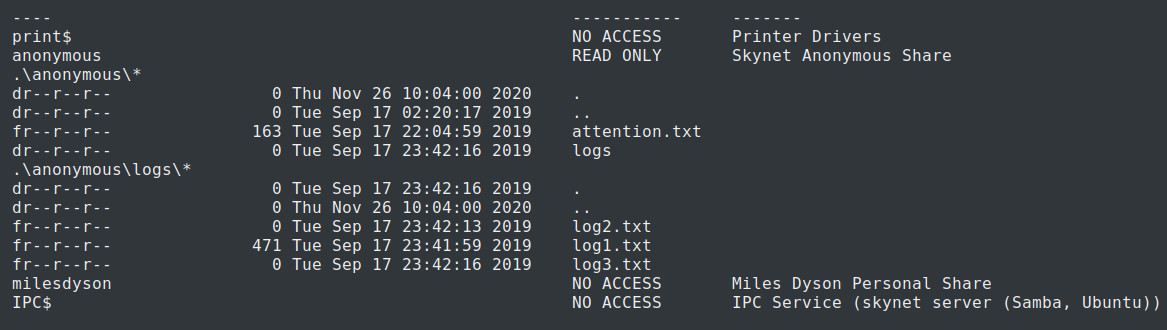 ----                                                    -----------     -------
print$                                                  NO ACCESS       Printer Drivers
anonymous                                               READ ONLY       Skynet Anonymous Share
.\anonymous\*
dr--r--r--                0 Thu Nov 26 10:04:00 2020    .
dr--r--r--                0 Tue Sep 17 02:20:17 2019    ..
fr--r--r--              163 Tue Sep 17 22:04:59 2019    attention.txt
dr--r--r--                0 Tue Sep 17 23:42:16 2019    logs
.\anonymous\logs\*
dr--r--r--                0 Tue Sep 17 23:42:16 2019    .
dr--r--r--                0 Thu Nov 26 10:04:00 2020    ..
fr--r--r--                0 Tue Sep 17 23:42:13 2019    log2.txt
fr--r--r--              471 Tue Sep 17 23:41:59 2019    log1.txt
fr--r--r--                0 Tue Sep 17 23:42:16 2019    log3.txt
milesdyson                                              NO ACCESS       Miles Dyson Personal Share
IPC$                                                    NO ACCESS       IPC Service (skynet server (Samba, Ubuntu))